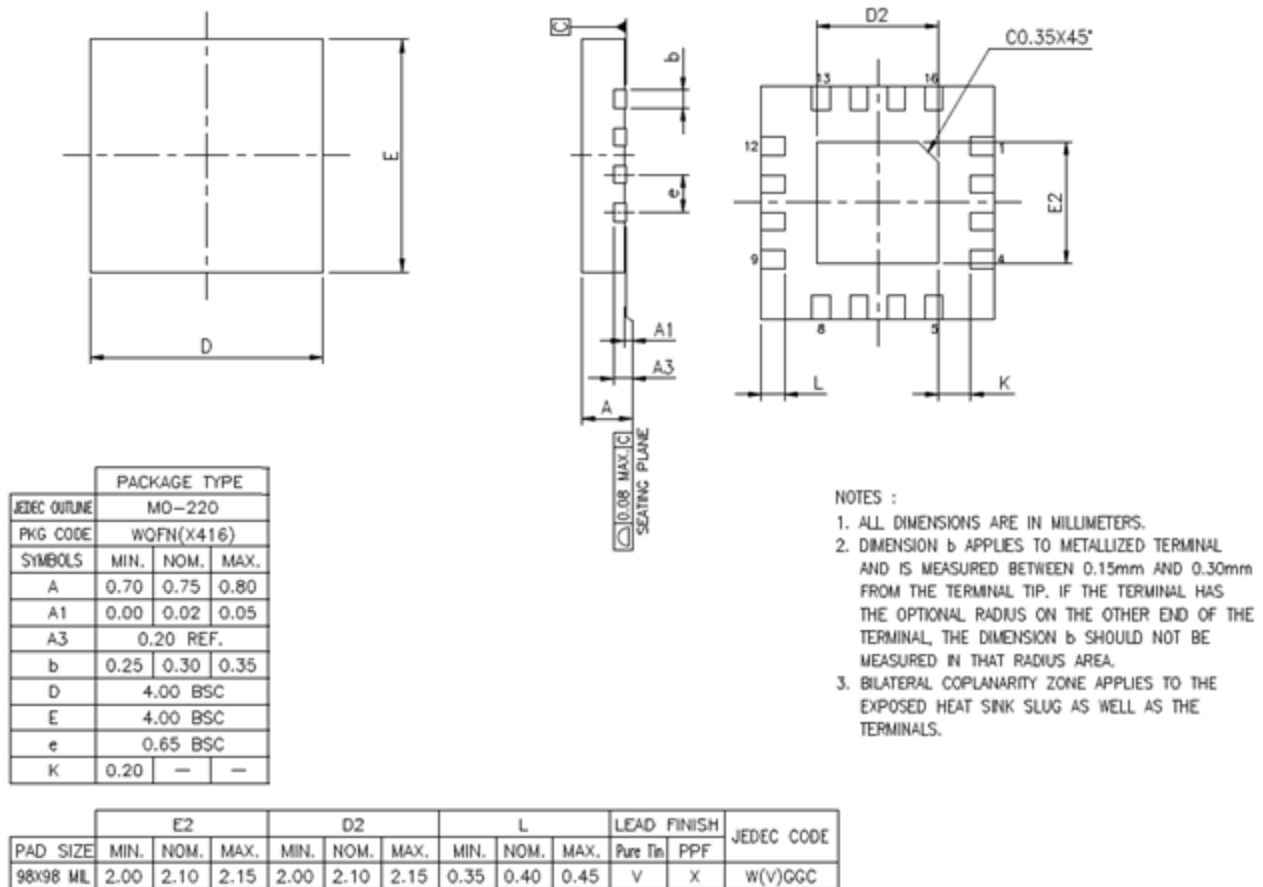 C
D2
C0.35X45°
b
13
16
E
12
1
e
E2
9
4
8
5
D
A1
A3
L
K
A
0.08 MAX. C
SEATING PLANE
PACKAGE TYPE
JEDEC OUTLINE MO-220
PKG CODE WQFN(X416)
SYMBOLS MIN. NOM. MAX.
A 0.70 0.75 0.80
A1 0.00 0.02 0.05
A3 0.20 REF.
b 0.25 0.30 0.35
D 4.00 BSC
E 4.00 BSC
e 0.65 BSC
K 0.20 — —
NOTES :
1. ALL DIMENSIONS ARE IN MILLIMETERS.
2. DIMENSION b APPLIES TO METALLIZED TERMINAL
AND IS MEASURED BETWEEN 0.15mm AND 0.30mm
FROM THE TERMINAL TIP. IF THE TERMINAL HAS
THE OPTIONAL RADIUS ON THE OTHER END OF THE
TERMINAL, THE DIMENSION b SHOULD NOT BE
MEASURED IN THAT RADIUS AREA.
3. BILATERAL COPLANARITY ZONE APPLIES TO THE
EXPOSED HEAT SINK SLUG AS WELL AS THE
TERMINALS.
E2 D2 L LEAD FINISH JEDEC CODE
PAD SIZE MIN. NOM. MAX. MIN. NOM. MAX. MIN. NOM. MAX. Pure Tin PPF
98X98 MIL 2.00 2.10 2.15 2.00 2.10 2.15 0.35 0.40 0.45 V X W(V)GGC